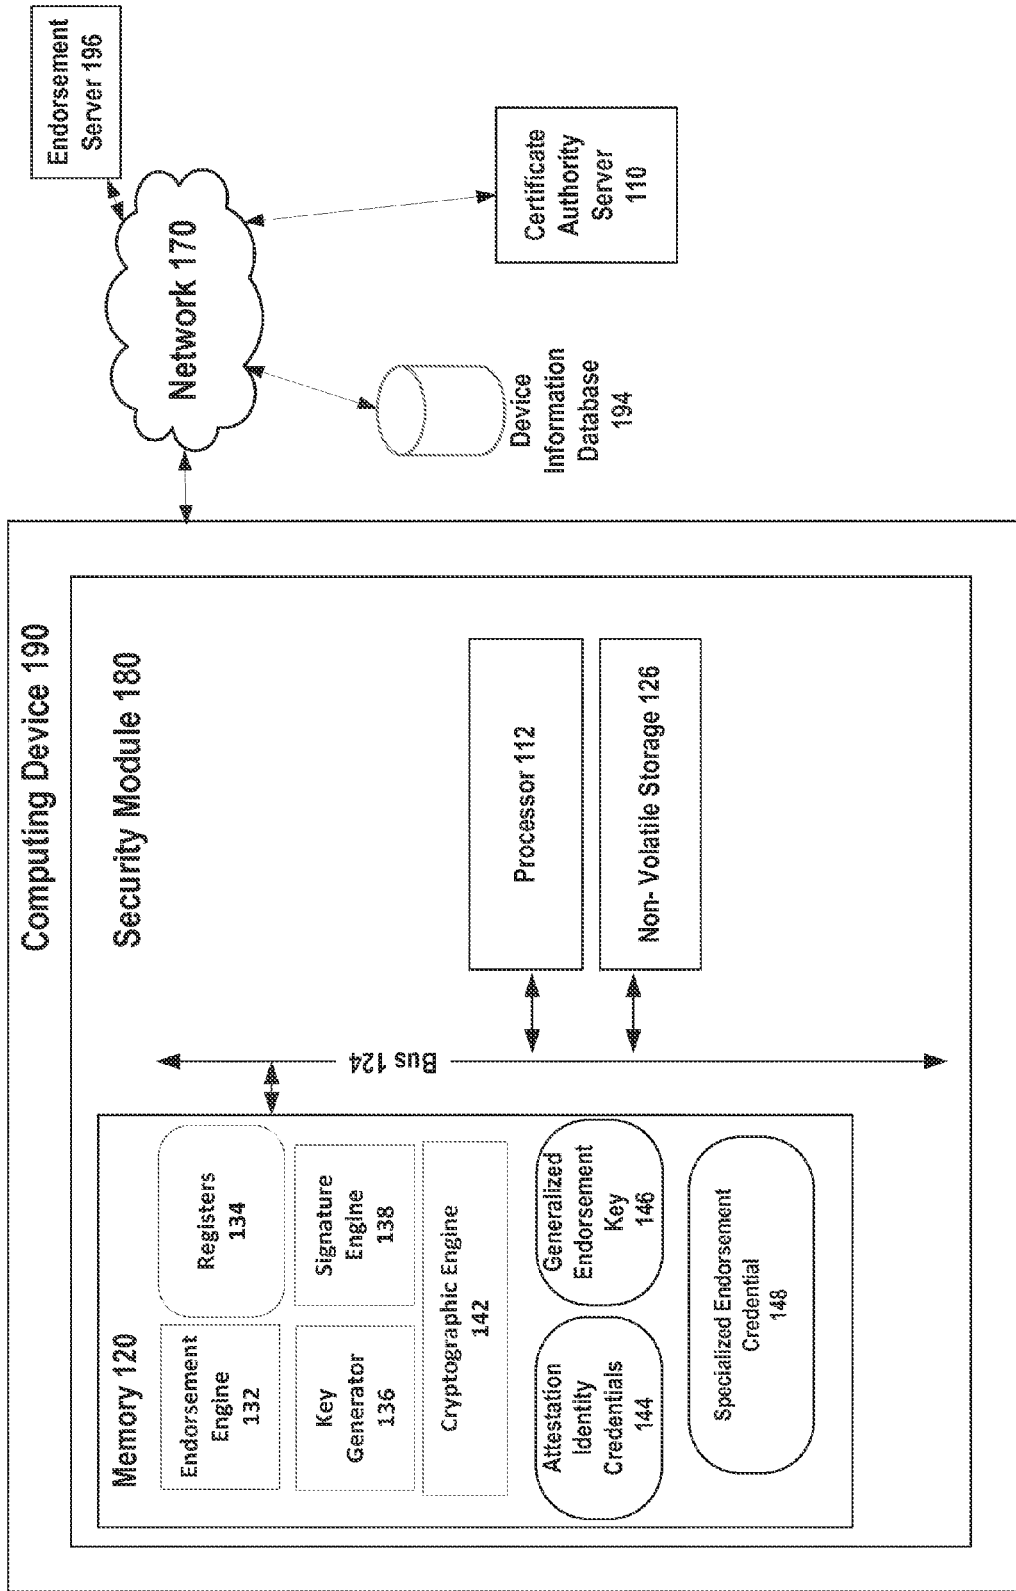 Computing Device 190
Security Module 180
Memory 120
Endorsement
Engine
132
Registers
134
Key
Generator
136
Signature
Engine
138
Cryptographic Engine
142
Attestation
Identity
Credentials
144
Generalized
Endorsement
Key
146
Specialized Endorsement
Credential
148
Bus 124
Processor 112
Non- Volatile Storage 126
Network 170
Endorsement
Server 196
Device
Information
Database
194
Certificate
Authority
Server
110